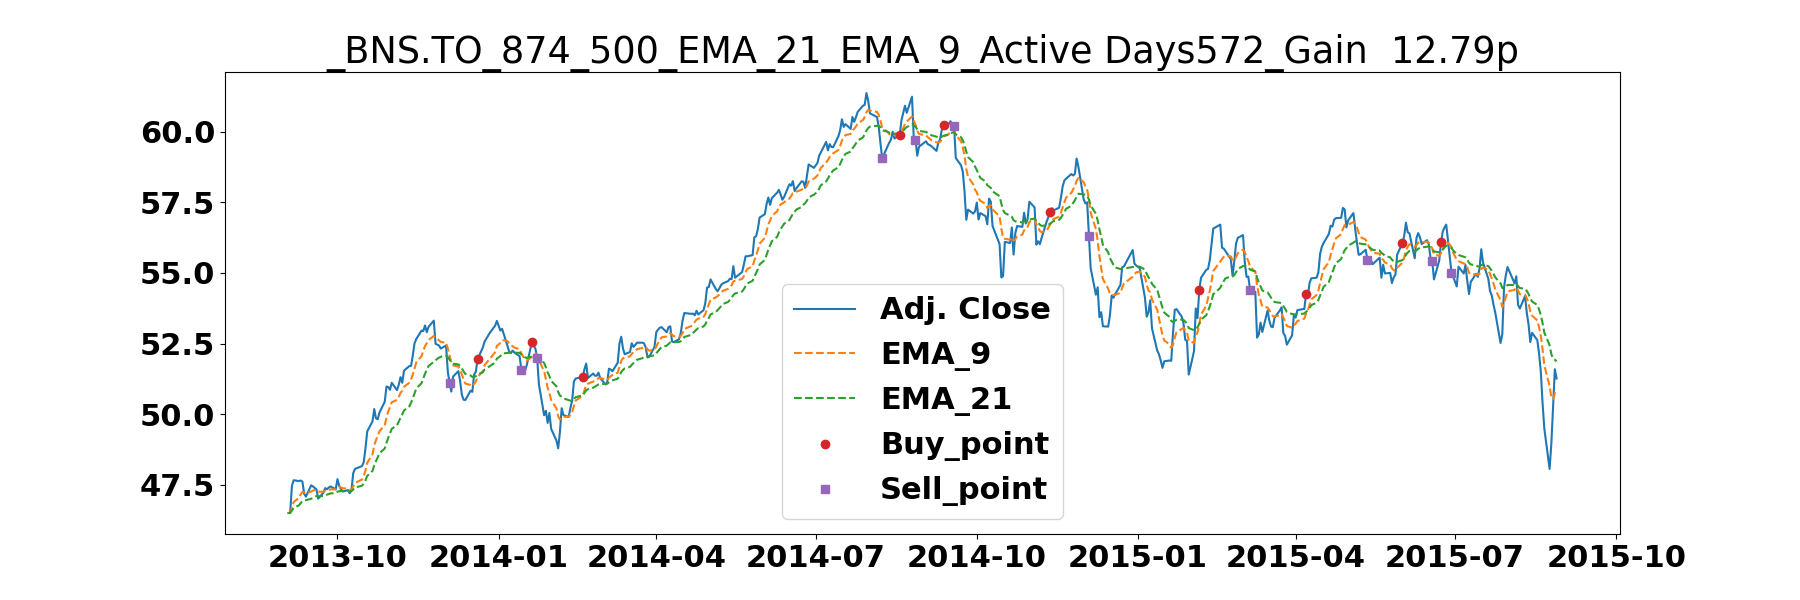 _BNS.TO_874_500_EMA_21_EMA_9_Active Days572_Gain  12.79p
60.0
57.5
55.0
52.5
50.0
47.5
Adj. Close
EMA_9
EMA_21
Buy_point
Sell_point
2013-10 2014-01 2014-04 2014-07 2014-10 2015-01 2015-04 2015-07 2015-10